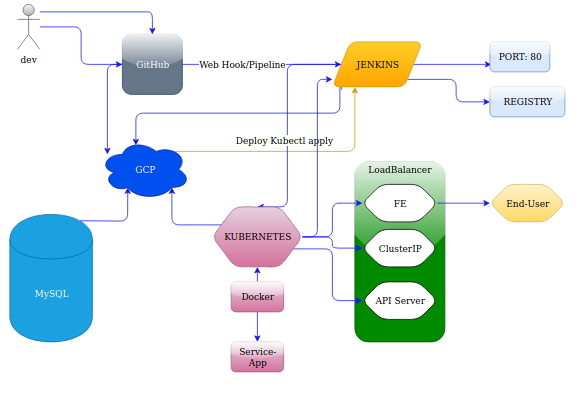 dev
GitHub
Web Hook/Pipeline
JENKINS
PORT: 80
REGISTRY
Deploy Kubectl apply
GCP
LoadBalancer
FE
End-User
KUBERNETES
ClusterIP
MySQL
Docker
API Server
Service-
App